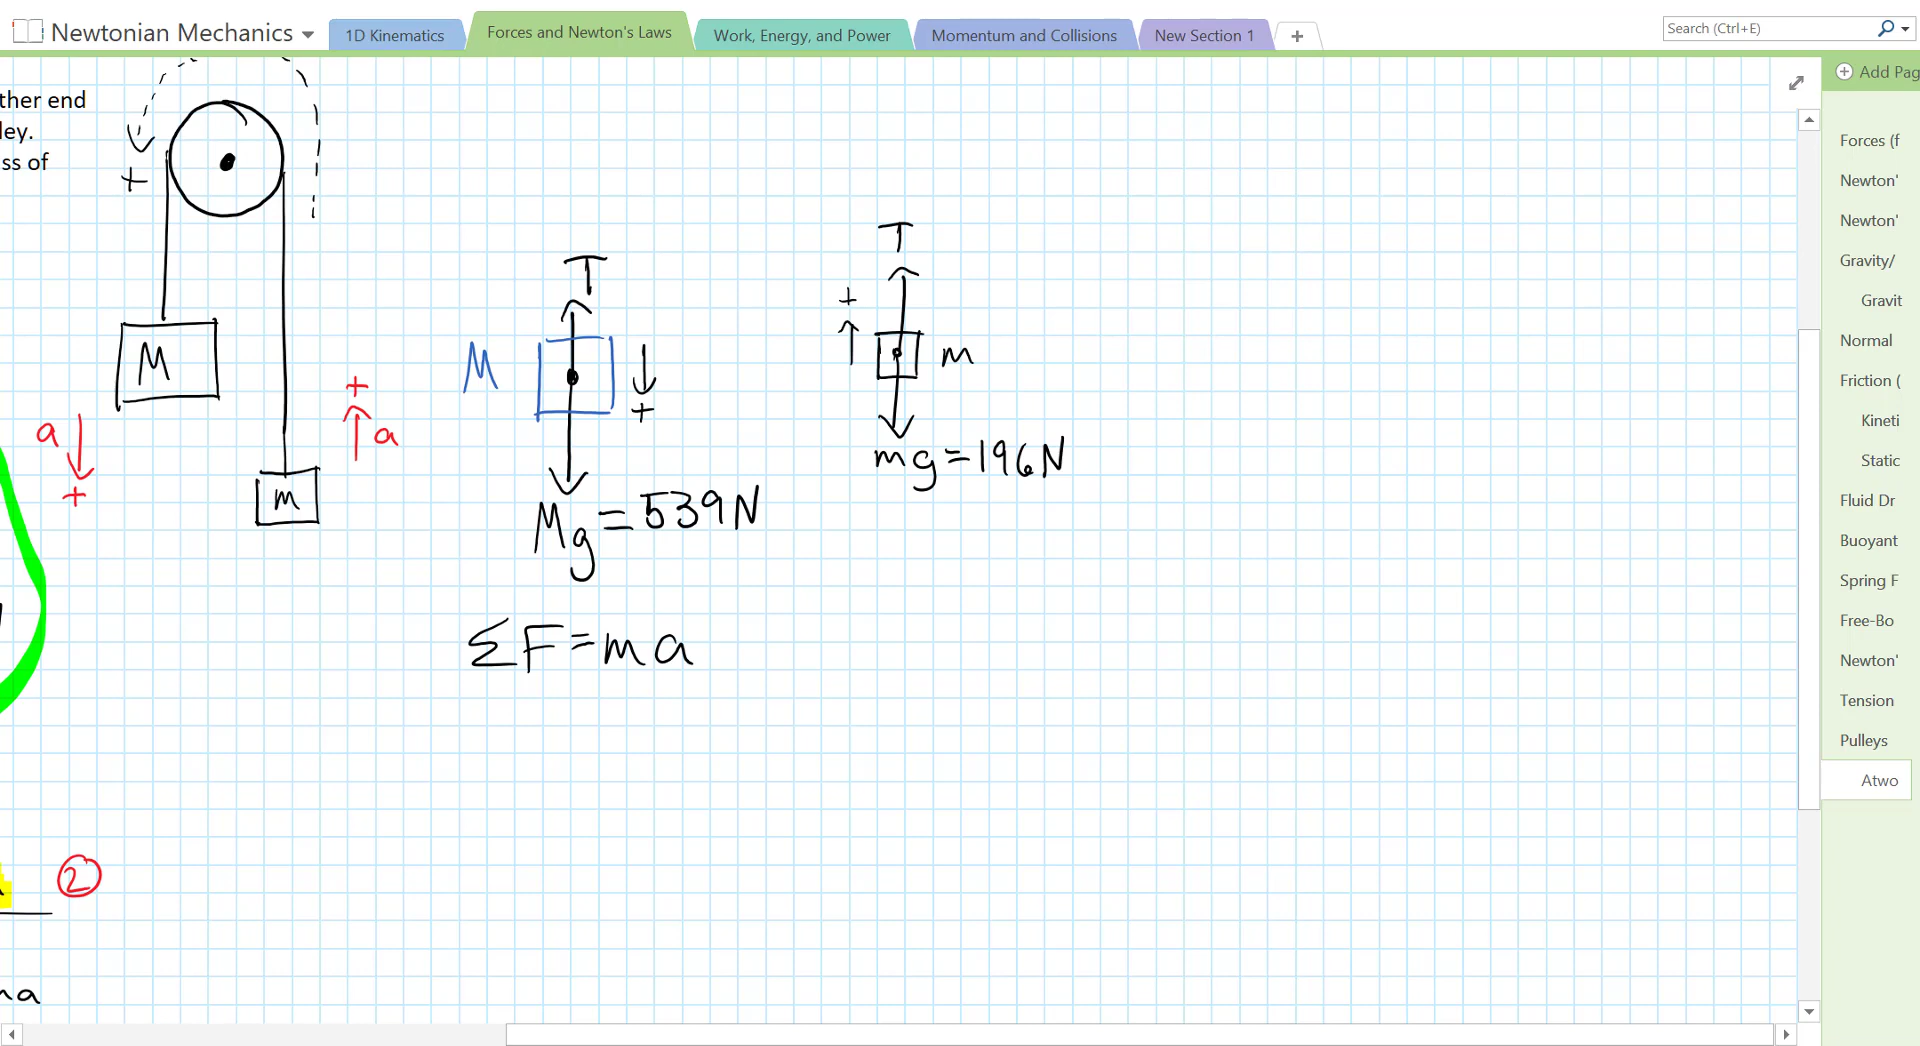 Newtonian Mechanics
1D Kinematics
Forces and Newton's Laws
Work, Energy, and Power
Momentum and Collisions
New Section 1
+
Search (Ctrl+E)
Add Pag
ther end
ley.
ss of
+
M
m
a
+
+
a
T
M
+
Mg=539N
T
+
m
mg=196N
ΣF=ma
2
ma
Forces (f
Newton'
Newton'
Gravity/
Gravit
Normal
Friction (
Kineti
Static
Fluid Dr
Buoyant
Spring F
Free-Bo
Newton'
Tension
Pulleys
Atwo